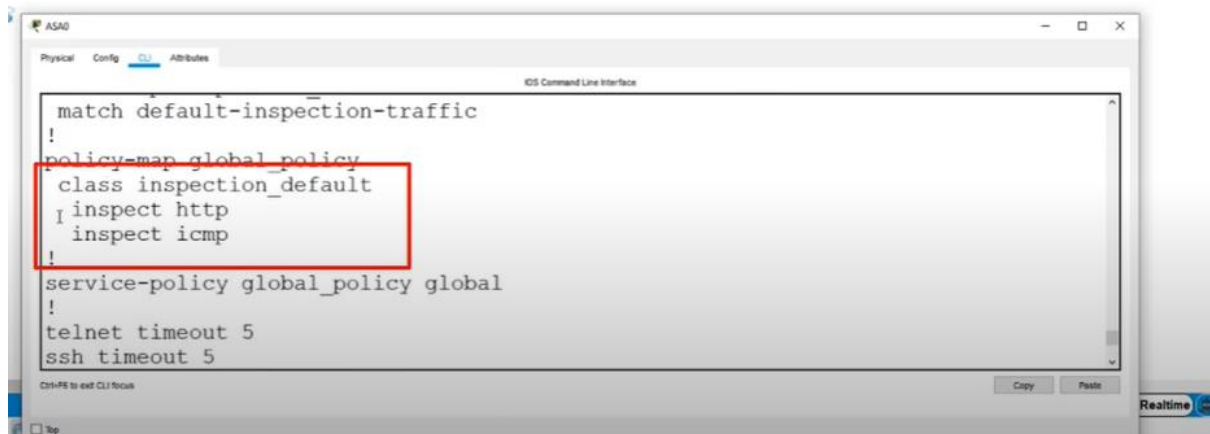 ASA0
Physical Config CLI Attributes
IOS Command Line Interface
match default-inspection-traffic
!
policy-map global_policy
class inspection_default
inspect http
inspect icmp
!
service-policy global_policy global
!
telnet timeout 5
ssh timeout 5
Ctrl+F6 to exit CLI focus
Copy Paste
Realtime
Top